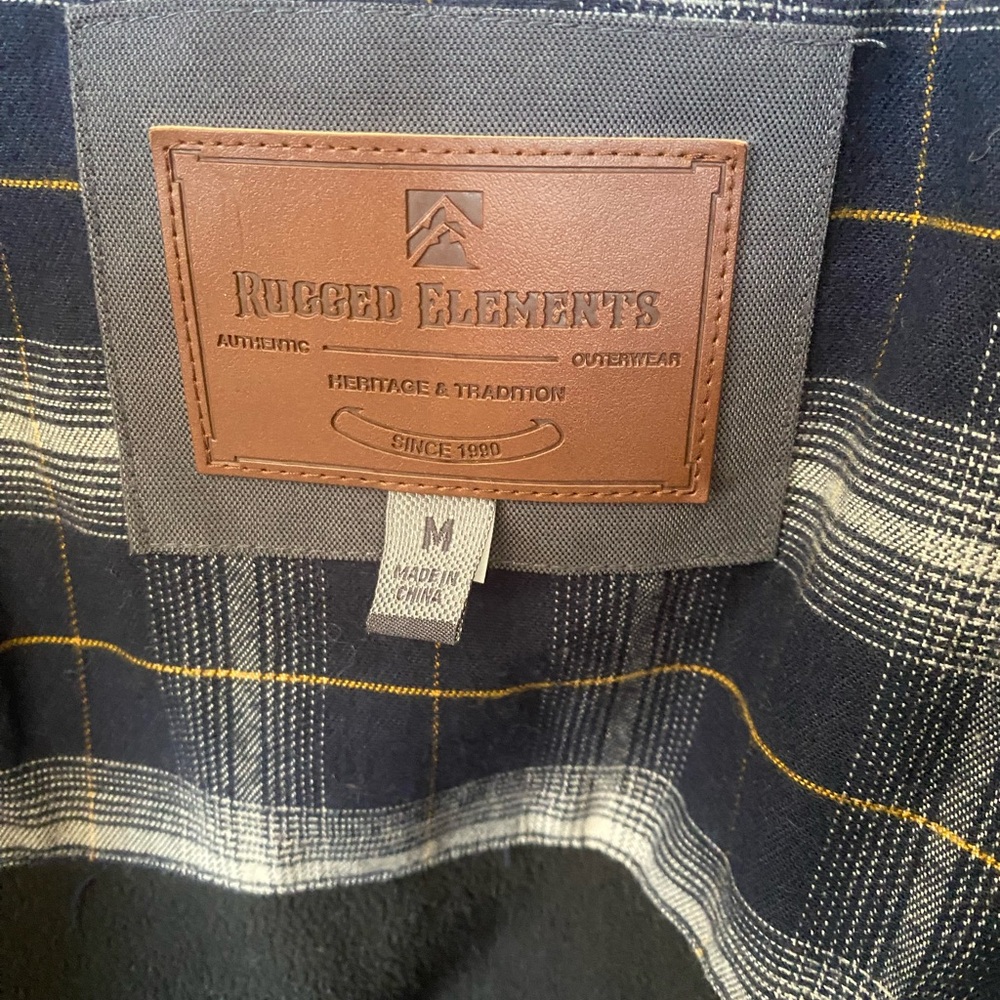 RUGGED ELEMENTS
AUTHENTIC OUTERWEAR
HERITAGE & TRADITION
SINCE 1990
M
MADE IN
CHINA